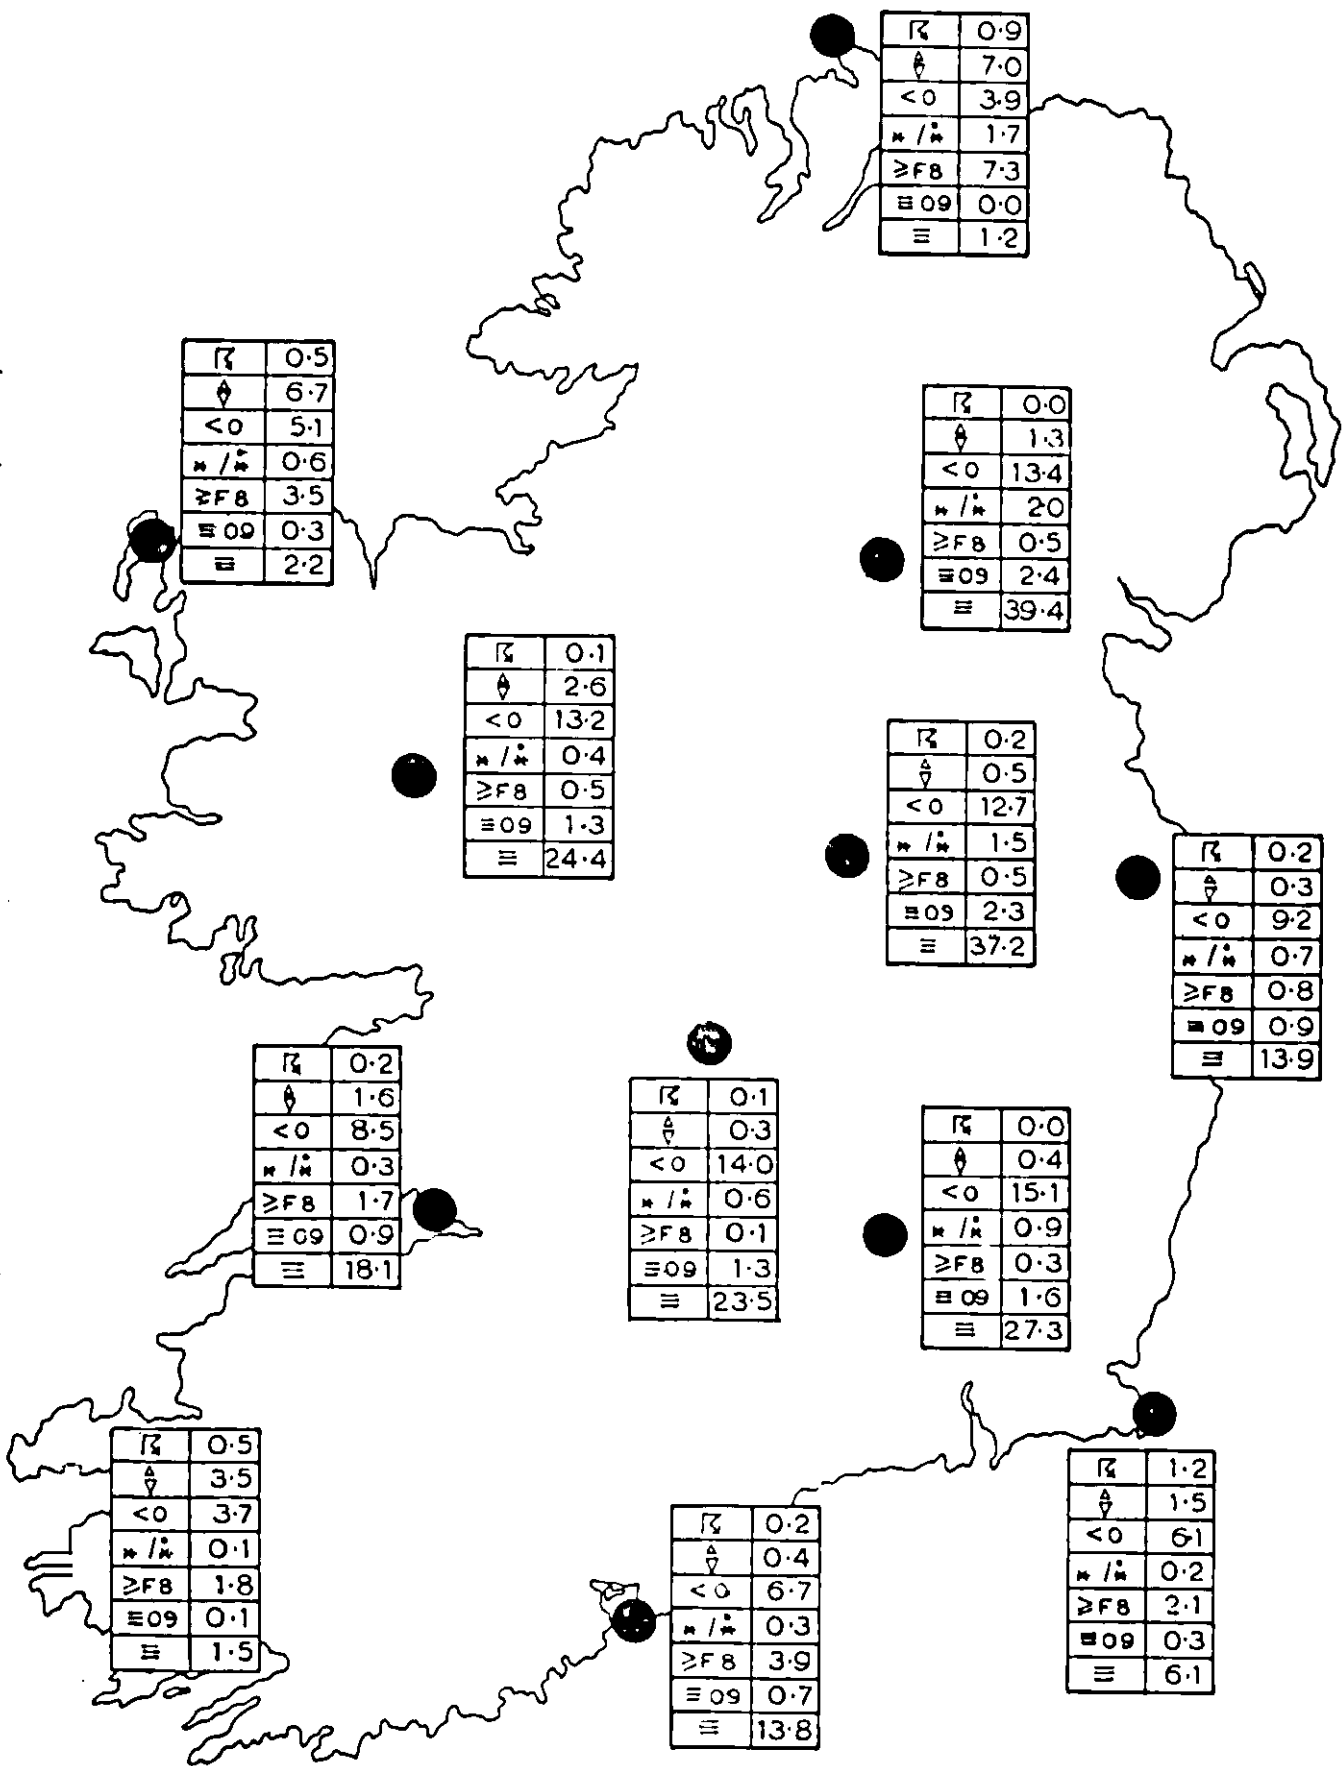 0·9
7·0
<0 3·9
* /* 1·7
≥F8 7·3
≡09 0·0
≡ 1·2
0·5
6·7
<0 5·1
* /* 0·6
≥F8 3·5
≡09 0·3
≡ 2·2
0·0
1·3
<0 13·4
* /* 2·0
≥F8 0·5
≡09 2·4
≡ 39·4
0·1
2·6
<0 13·2
* /* 0·4
≥F8 0·5
≡09 1·3
≡ 24·4
0·2
0·5
<0 12·7
* /* 1·5
≥F8 0·5
≡09 2·3
≡ 37·2
0·2
0·3
<0 9·2
* /* 0·7
≥F8 0·8
≡09 0·9
≡ 13·9
0·2
1·6
<0 8·5
* /* 0·3
≥F8 1·7
≡09 0·9
≡ 18·1
0·1
0·3
<0 14·0
* /* 0·6
≥F8 0·1
≡09 1·3
≡ 23·5
0·0
0·4
<0 15·1
* /* 0·9
≥F8 0·3
≡09 1·6
≡ 27·3
0·5
3·5
<0 3·7
* /* 0·1
≥F8 1·8
≡09 0·1
≡ 1·5
0·2
0·4
<0 6·7
* /* 0·3
≥F8 3·9
≡09 0·7
≡ 13·8
1·2
1·5
<0 6·1
* /* 0·2
≥F8 2·1
≡09 0·3
≡ 6·1